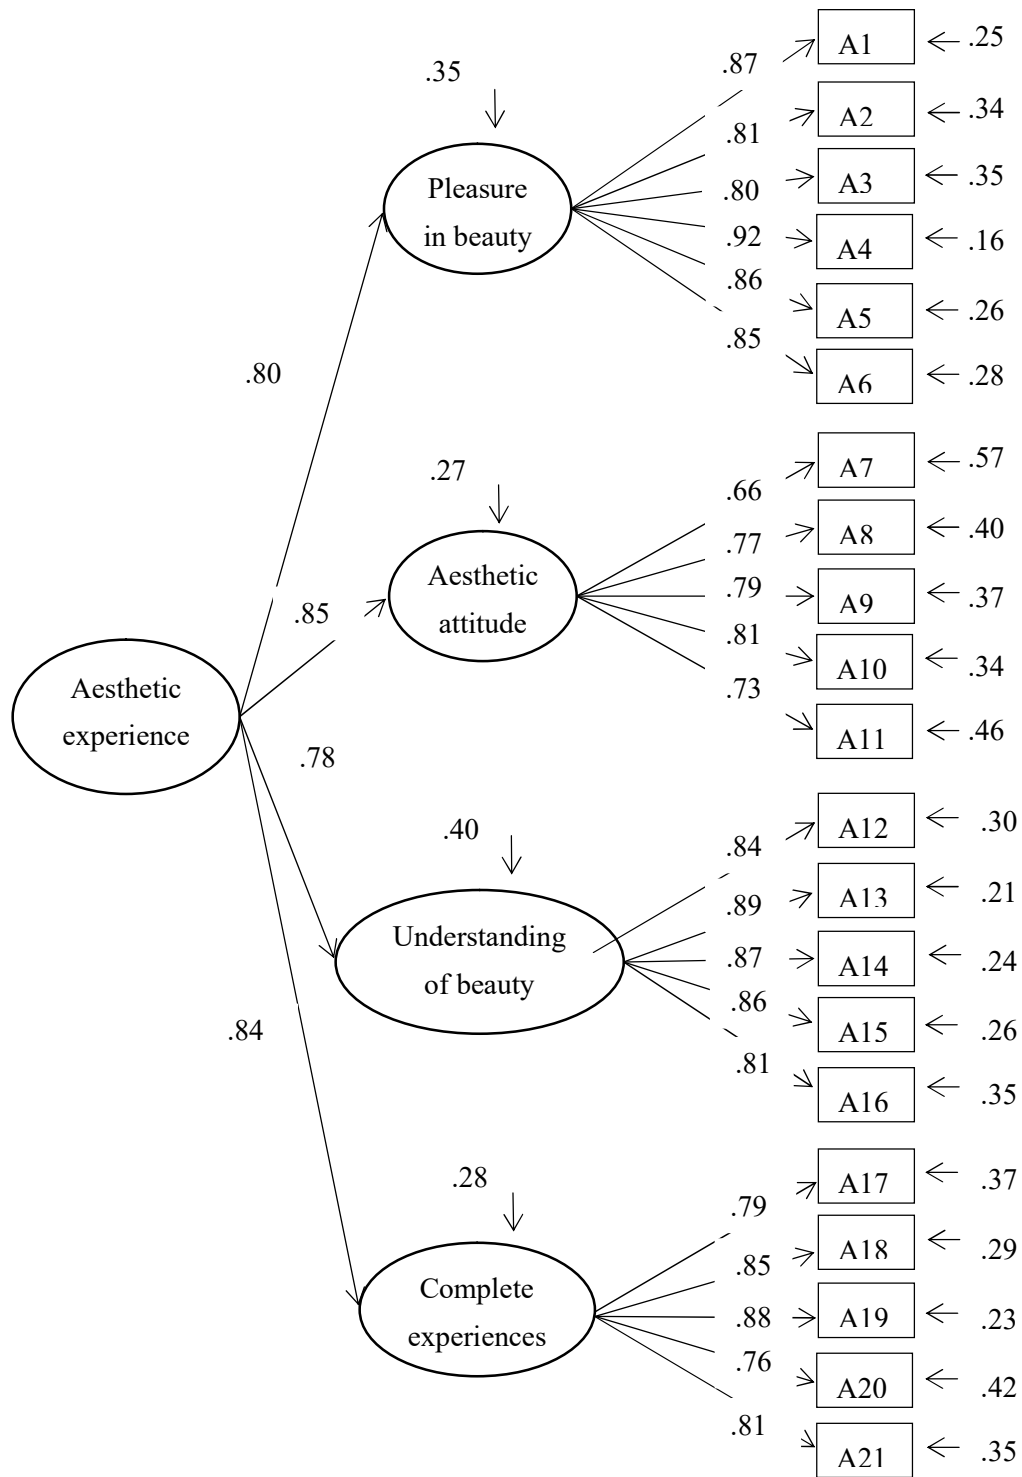 .35
Pleasure
in beauty
.87
.81
.80
.92
.86
.85
A1
.25
A2
.34
A3
.35
A4
.16
A5
.26
A6
.28
.80
.27
Aesthetic
attitude
.66
.77
.79
.81
.73
A7
.57
A8
.40
A9
.37
A10
.34
A11
.46
.85
Aesthetic
experience
.78
.40
Understanding
of beauty
.84
.89
.87
.86
.81
A12
.30
A13
.21
A14
.24
A15
.26
A16
.35
.84
.28
Complete
experiences
.79
.85
.88
.76
.81
A17
.37
A18
.29
A19
.23
A20
.42
A21
.35